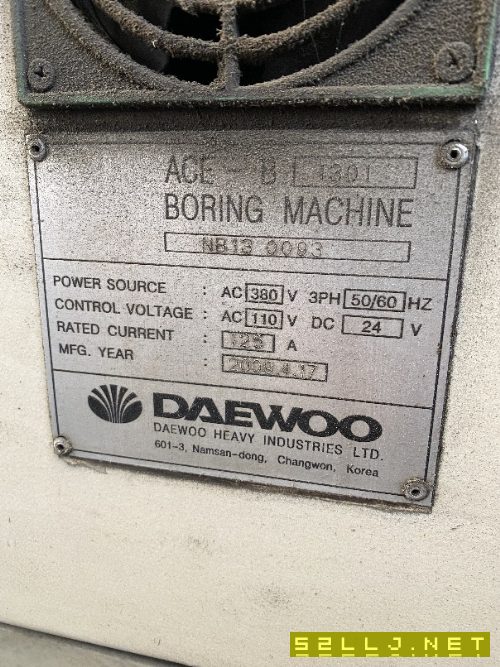 ACE - B 1301
BORING MACHINE
NB13 0093
POWER SOURCE : AC 380 V 3PH 50/60 HZ
CONTROL VOLTAGE : AC 110 V DC 24 V
RATED CURRENT : 125 A
MFG. YEAR : 2008.4.17
DAEWOO
DAEWOO HEAVY INDUSTRIES LTD.
601-3, Namsan-dong, Changwon, Korea
52LLJ.NET